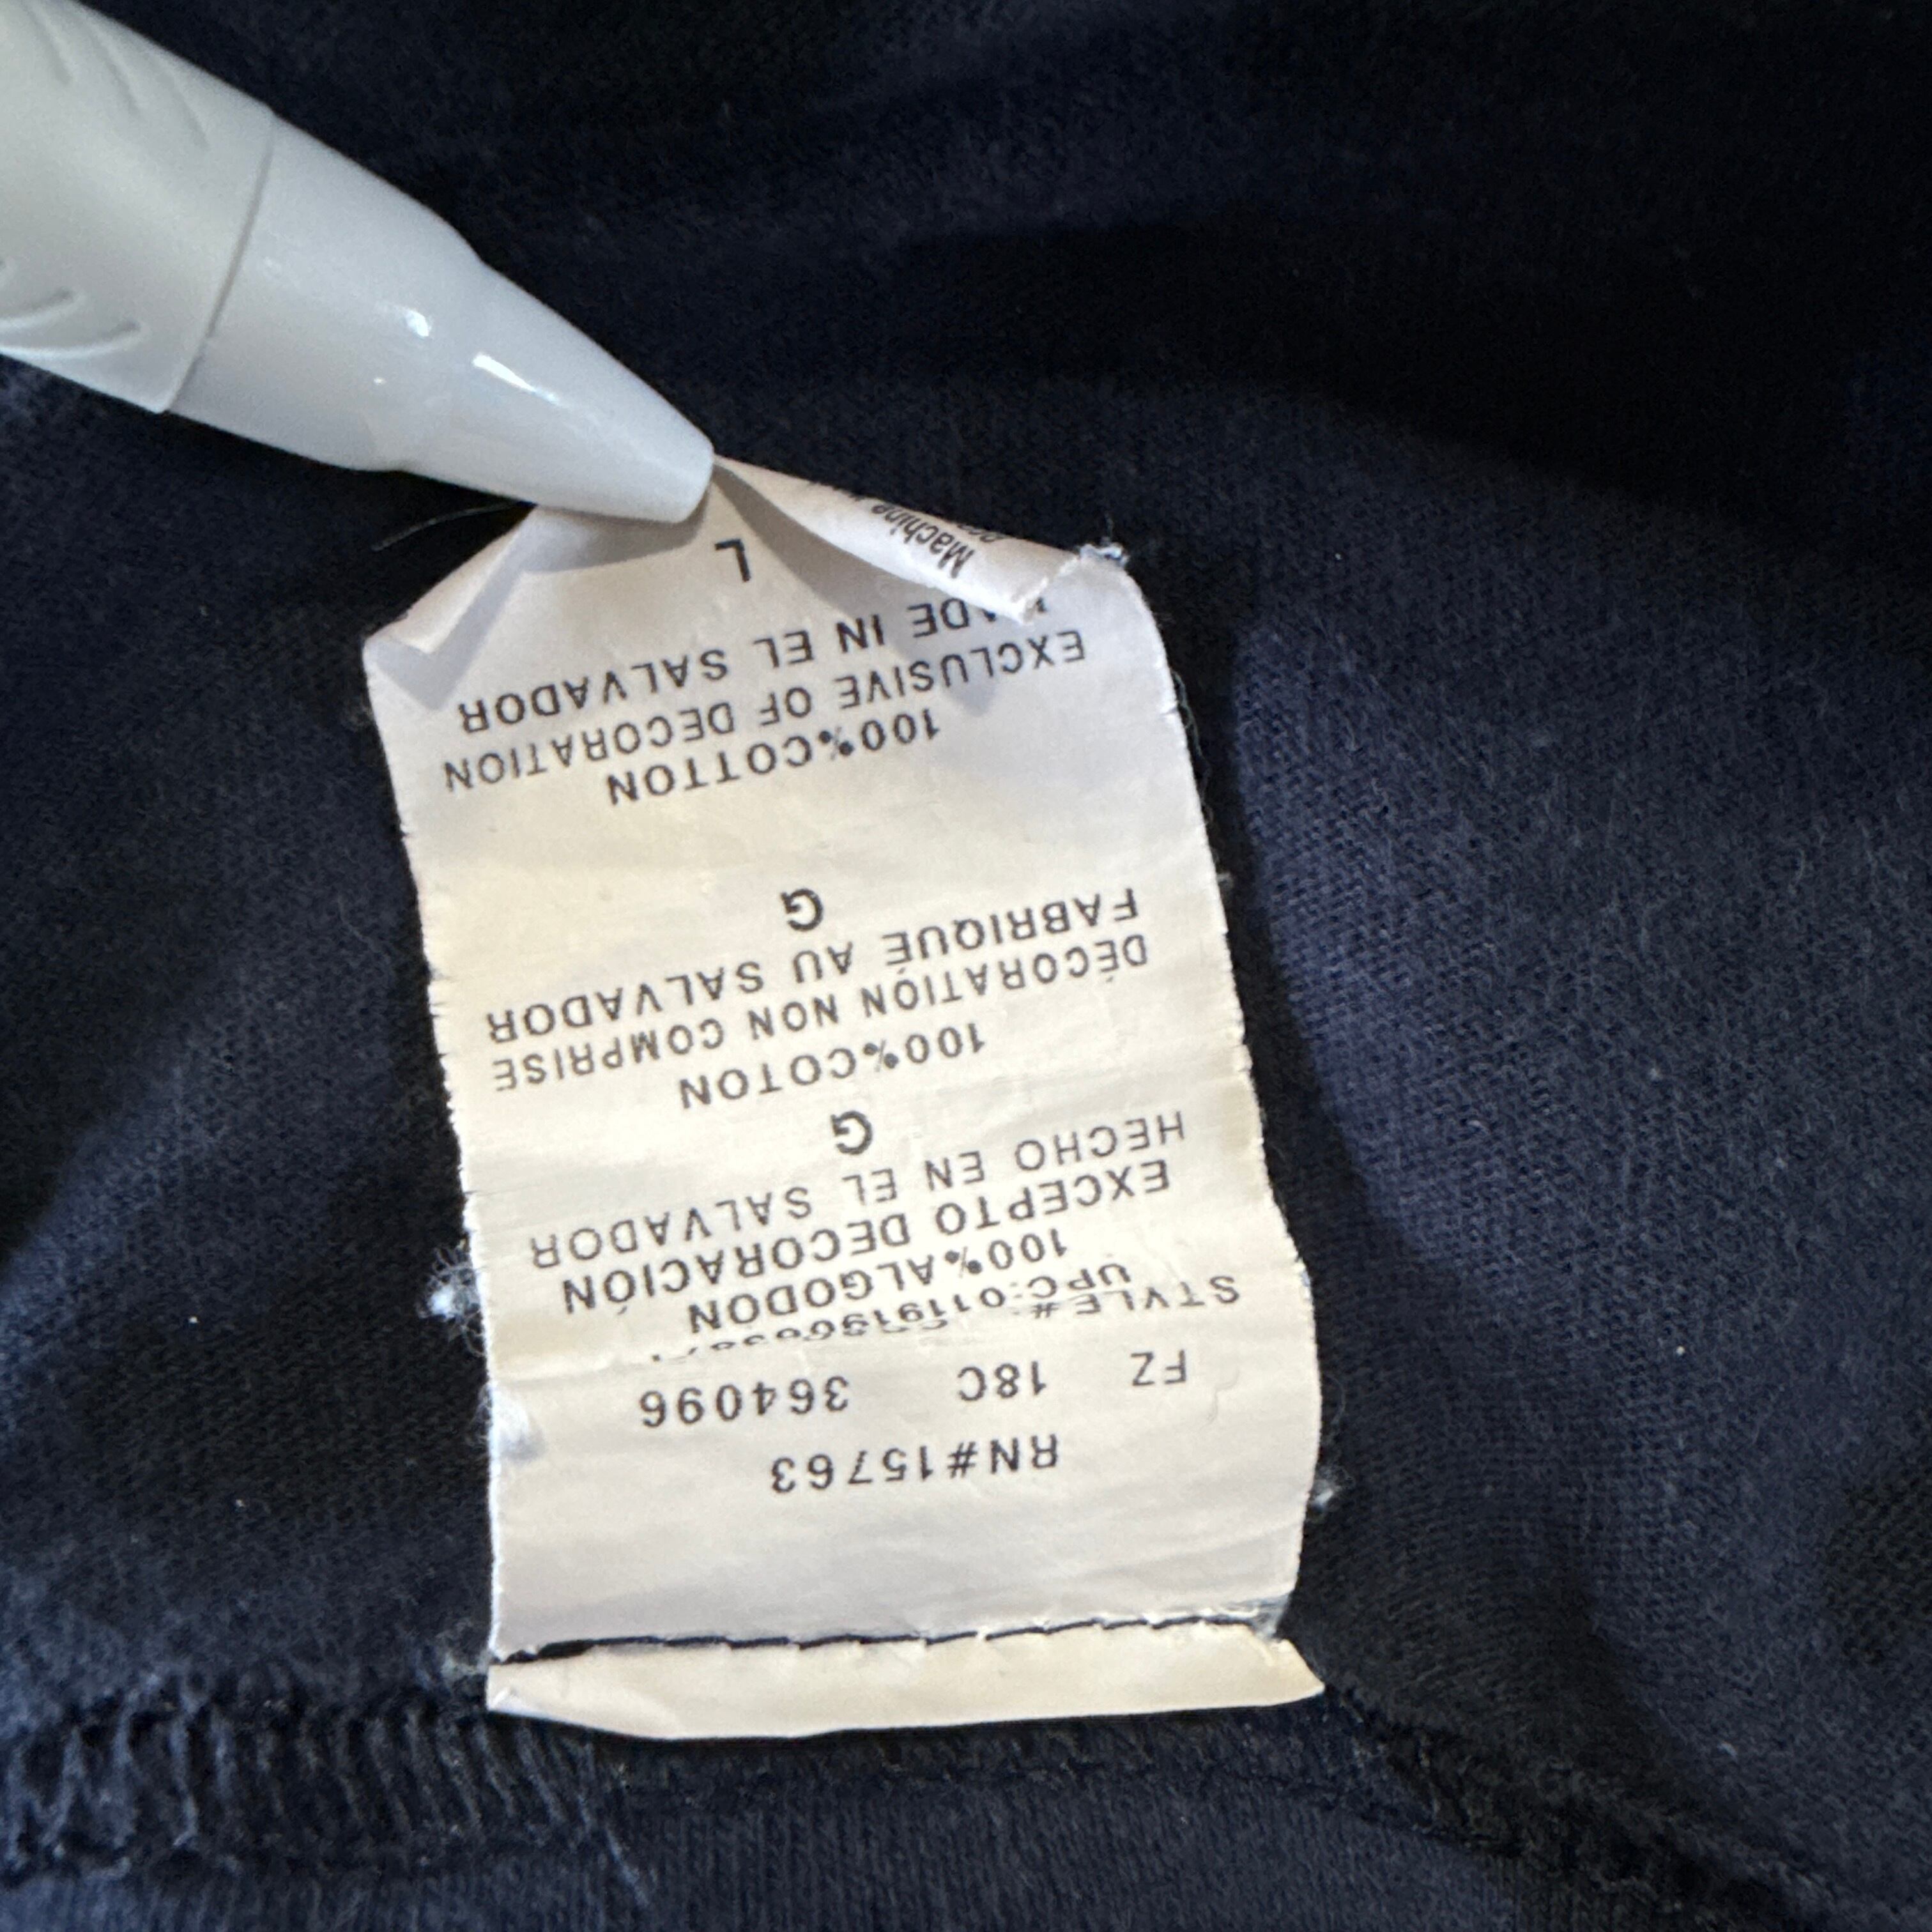 RN#15763
FZ 18C 364096
STYLE#
UPC:01196
100%ALGODON
EXCEPTO DECORACIÓN
HECHO EN EL SALVADOR
G
100%COTON
DÉCORATION NON COMPRISE
FABRIQUÉ AU SALVADOR
G
100%COTTON
EXCLUSIVE OF DECORATION
MADE IN EL SALVADOR
L
Machine